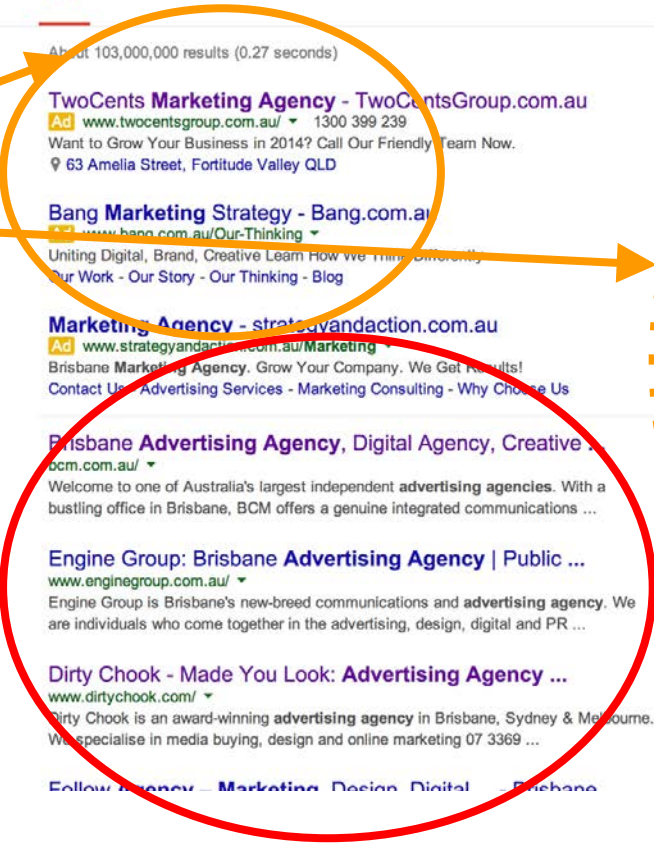 About 103,000,000 results (0.27 seconds)
TwoCents Marketing Agency - TwoCentsGroup.com.au
Ad www.twocentsgroup.com.au/ 1300 399 239
Want to Grow Your Business in 2014? Call Our Friendly Team Now.
63 Amelia Street, Fortitude Valley QLD
Bang Marketing Strategy - Bang.com.au
Ad www.bang.com.au/Our-Thinking
Uniting Digital, Brand, Creative Learn How We Think Differently
Our Work - Our Story - Our Thinking - Blog
Marketing Agency - strategyandaction.com.au
Ad www.strategyandaction.com.au/Marketing
Brisbane Marketing Agency. Grow Your Company. We Get Results!
Contact Us - Advertising Services - Marketing Consulting - Why Choose Us
Brisbane Advertising Agency, Digital Agency, Creative ...
bcm.com.au/
Welcome to one of Australia's largest independent advertising agencies. With a
bustling office in Brisbane, BCM offers a genuine integrated communications ...
Engine Group: Brisbane Advertising Agency | Public ...
www.enginegroup.com.au/
Engine Group is Brisbane's new-breed communications and advertising agency. We
are individuals who come together in the advertising, design, digital and PR ...
Dirty Chook - Made You Look: Advertising Agency ...
www.dirtychook.com/
Dirty Chook is an award-winning advertising agency in Brisbane, Sydney & Melbourne.
We specialise in media buying, design and online marketing 07 3369 ...
Follow Agency – Marketing, Design, Digital ... - Brisbane